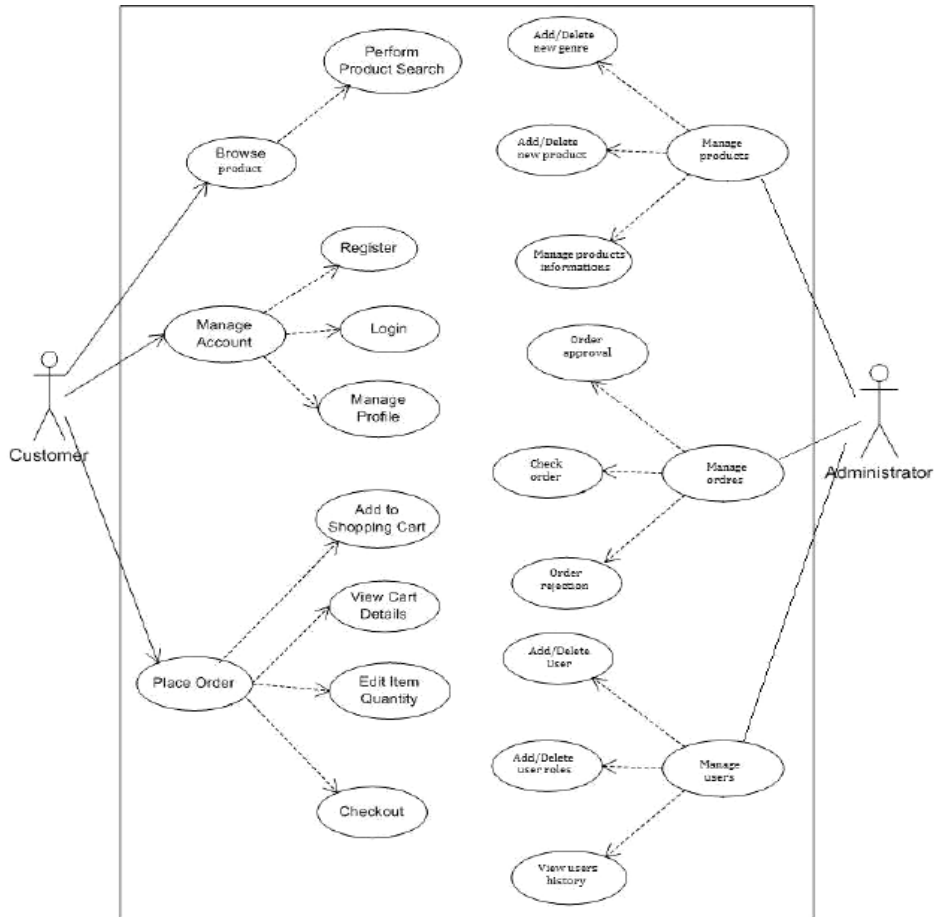 Perform
Product Search
Browse
product
Register
Manage
Account
Login
Manage
Profile
Customer
Add to
Shopping Cart
View Cart
Details
Place Order
Edit Item
Quantity
Checkout
Add/Delete
new genre
Add/Delete
new product
Manage
products
Manage products
informations
Order
approval
Check
order
Manage
ordres
Administrator
Order
rejection
Add/Delete
User
Add/Delete
user roles
Manage
users
View users
history